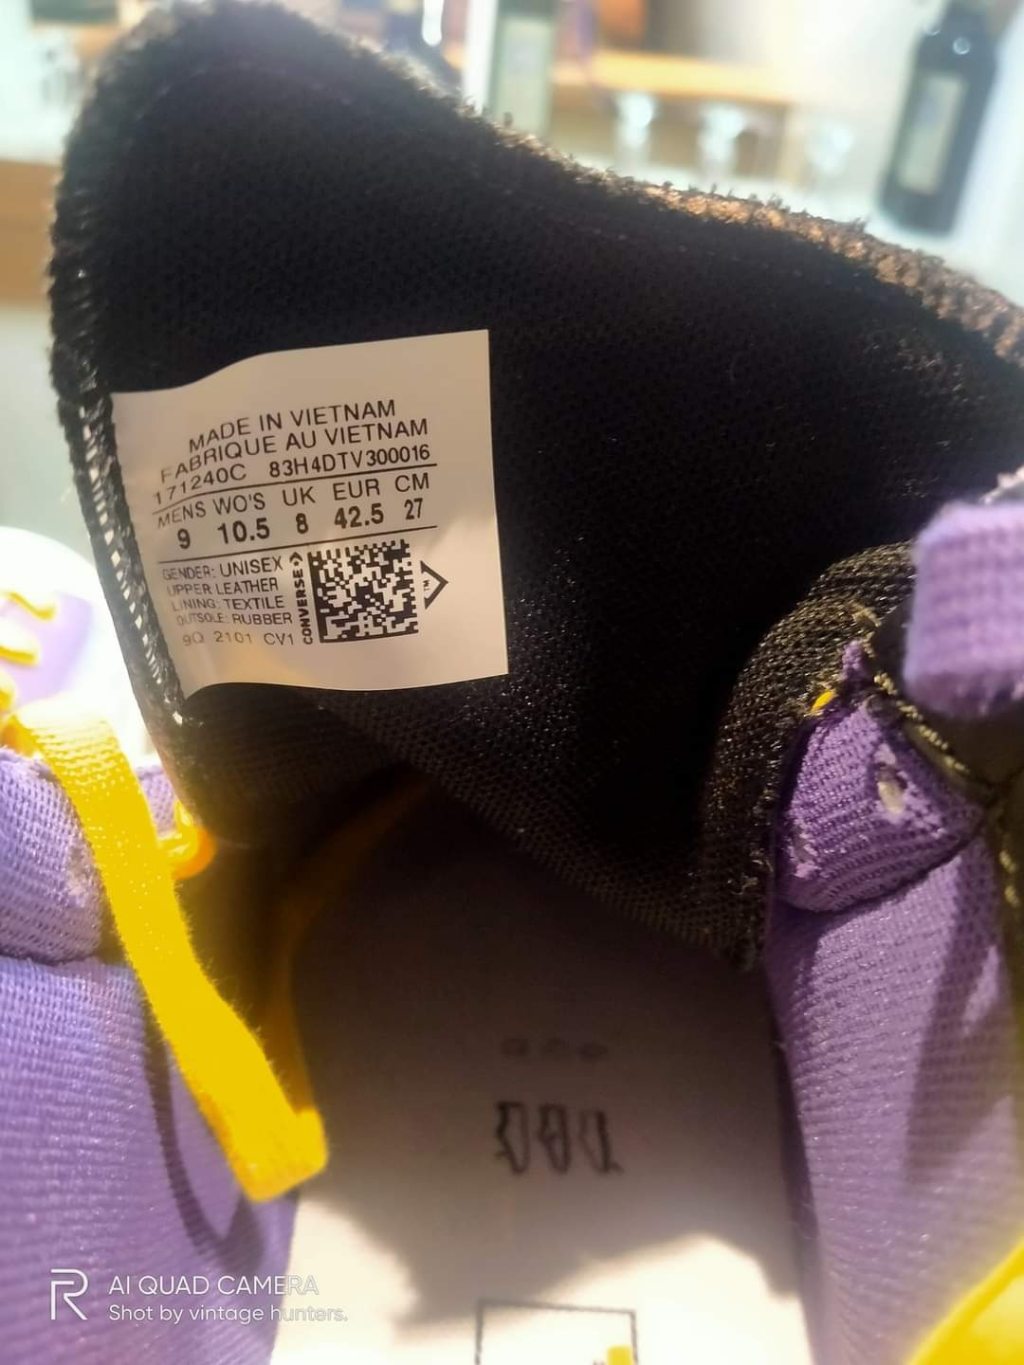 MADE IN VIETNAM
FABRIQUE AU VIETNAM
171240C 83H4DTV300016
MENS WO'S UK EUR CM
9 10.5 8 42.5 27
GENDER: UNISEX
UPPER LEATHER
LINING: TEXTILE
OUTSOLE: RUBBER
9Q 2101 CV1
CONVERSE
TM
R
AI QUAD CAMERA
Shot by vintage hunters.